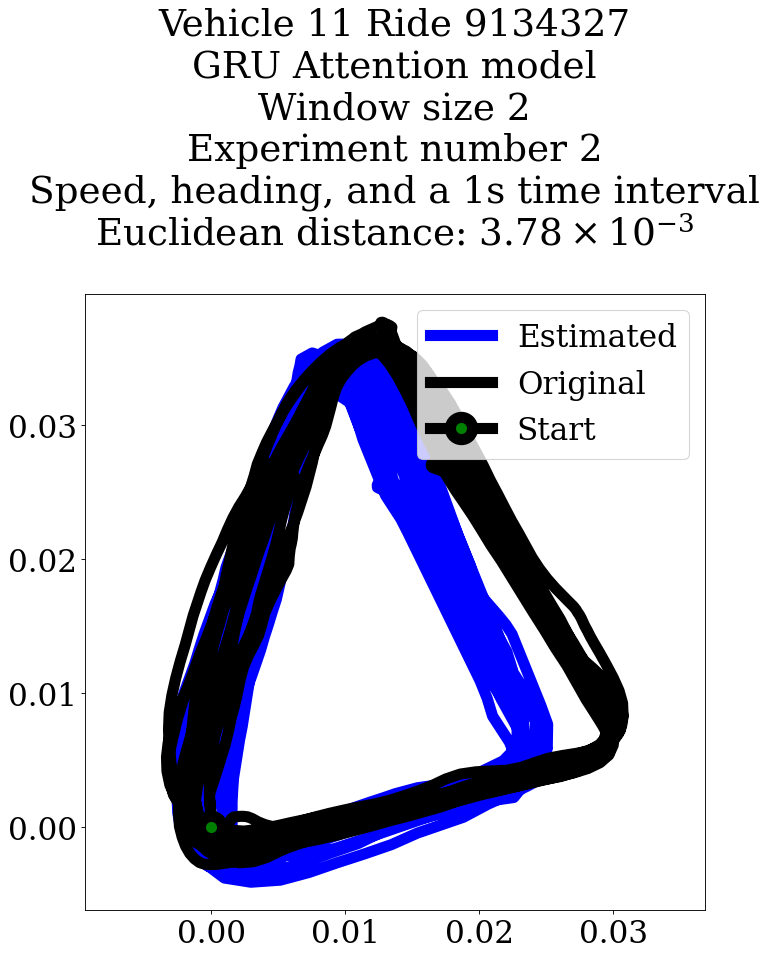 Vehicle 11 Ride 9134327
GRU Attention model
Window size 2
Experiment number 2
Speed, heading, and a 1s time interval
Euclidean distance: 3.78 × 10⁻³
Estimated
Original
Start
0.03
0.02
0.01
0.00
0.00 0.01 0.02 0.03